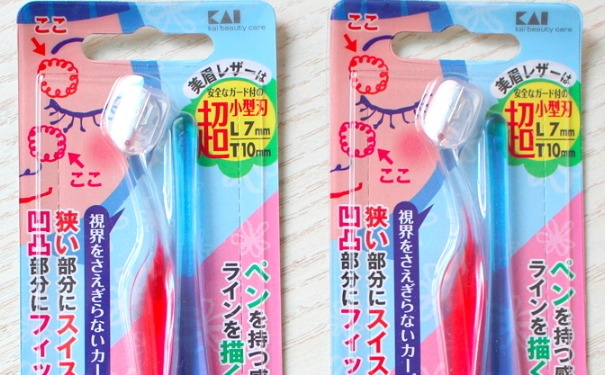 ここ
KAI
kai beauty care
美眉レザーは
安全なガード付の
超小型刃
L7mm
T10mm
ここ
視界をさえぎらないカー
狭い部分にスイス
凹凸部分にフィッ
ペンを持つ感
ラインを描く
ここ
KAI
kai beauty care
美眉レザーは
安全なガード付の
超小型刃
L7mm
T10mm
ここ
視界をさえぎらないカー
狭い部分にスイス
凹凸部分にフィッ
ペンを持つ感
ラインを描く